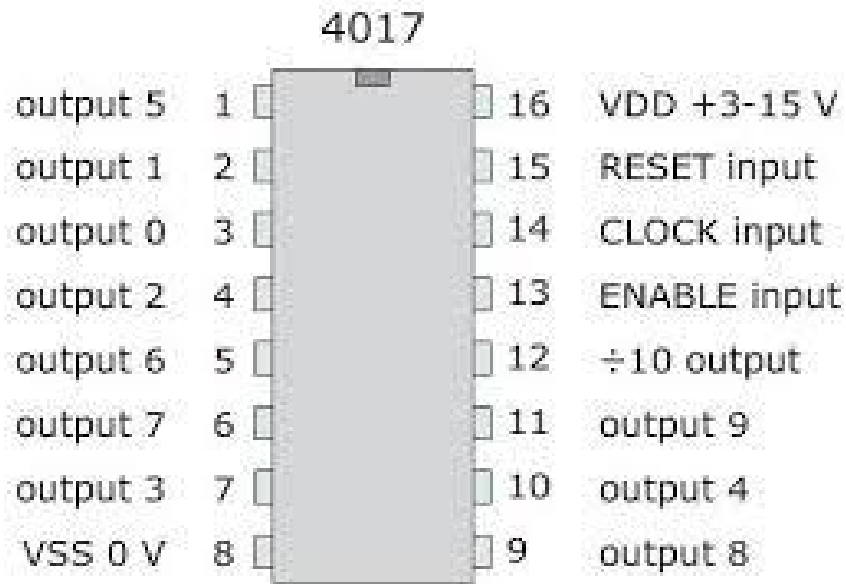 4017
output 5 1 16 VDD +3-15 V
output 1 2 15 RESET input
output 0 3 14 CLOCK input
output 2 4 13 ENABLE input
output 6 5 12 ÷10 output
output 7 6 11 output 9
output 3 7 10 output 4
VSS 0 V 8 9 output 8